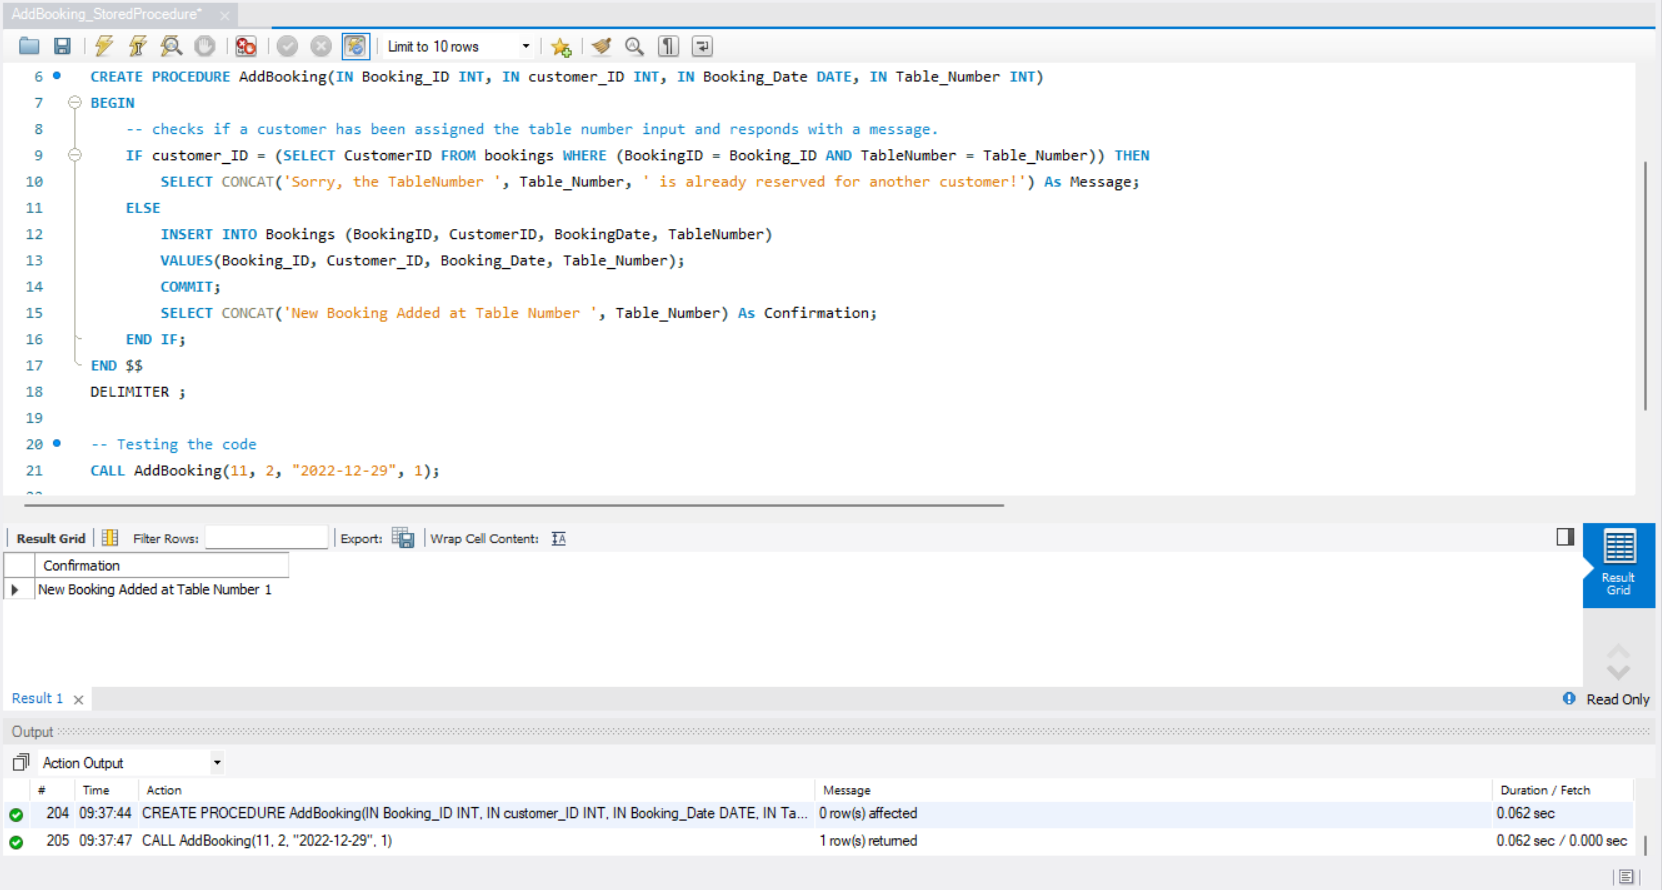 AddBooking_StoredProcedure*
Limit to 10 rows
6 CREATE PROCEDURE AddBooking(IN Booking_ID INT, IN customer_ID INT, IN Booking_Date DATE, IN Table_Number INT)
7 BEGIN
8 -- checks if a customer has been assigned the table number input and responds with a message.
9 IF customer_ID = (SELECT CustomerID FROM bookings WHERE (BookingID = Booking_ID AND TableNumber = Table_Number)) THEN
10 SELECT CONCAT('Sorry, the TableNumber ', Table_Number, ' is already reserved for another customer!') As Message;
11 ELSE
12 INSERT INTO Bookings (BookingID, CustomerID, BookingDate, TableNumber)
13 VALUES(Booking_ID, Customer_ID, Booking_Date, Table_Number);
14 COMMIT;
15 SELECT CONCAT('New Booking Added at Table Number ', Table_Number) As Confirmation;
16 END IF;
17 END $$
18 DELIMITER ;
19
20 -- Testing the code
21 CALL AddBooking(11, 2, "2022-12-29", 1);
Result Grid Filter Rows: Export: Wrap Cell Content:
Confirmation
New Booking Added at Table Number 1
Result
Grid
Result 1
Read Only
Output
Action Output
# Time Action Message Duration / Fetch
204 09:37:44 CREATE PROCEDURE AddBooking(IN Booking_ID INT, IN customer_ID INT, IN Booking_Date DATE, IN Ta... 0 row(s) affected 0.062 sec
205 09:37:47 CALL AddBooking(11, 2, "2022-12-29", 1) 1 row(s) returned 0.062 sec / 0.000 sec